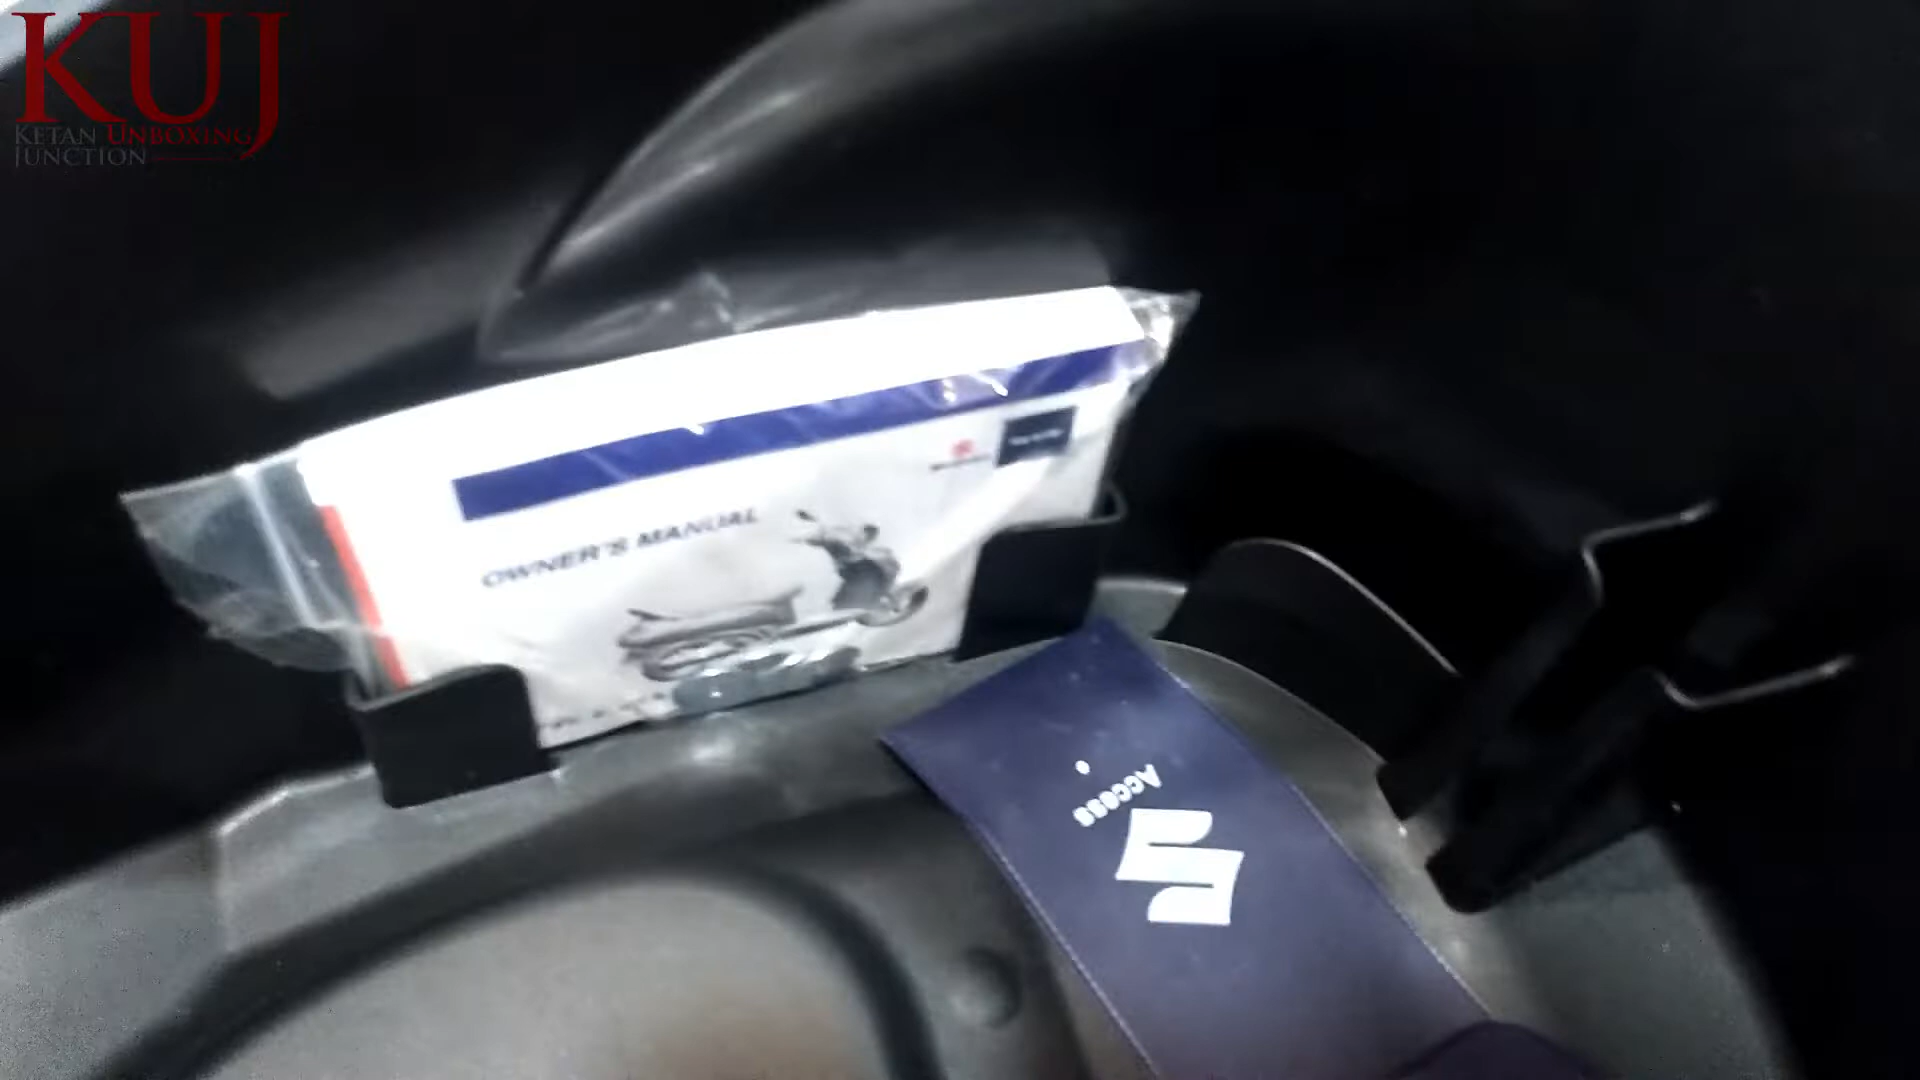 KUJ
KETAN UNBOXING
JUNCTION
OWNER'S MANUAL
Access